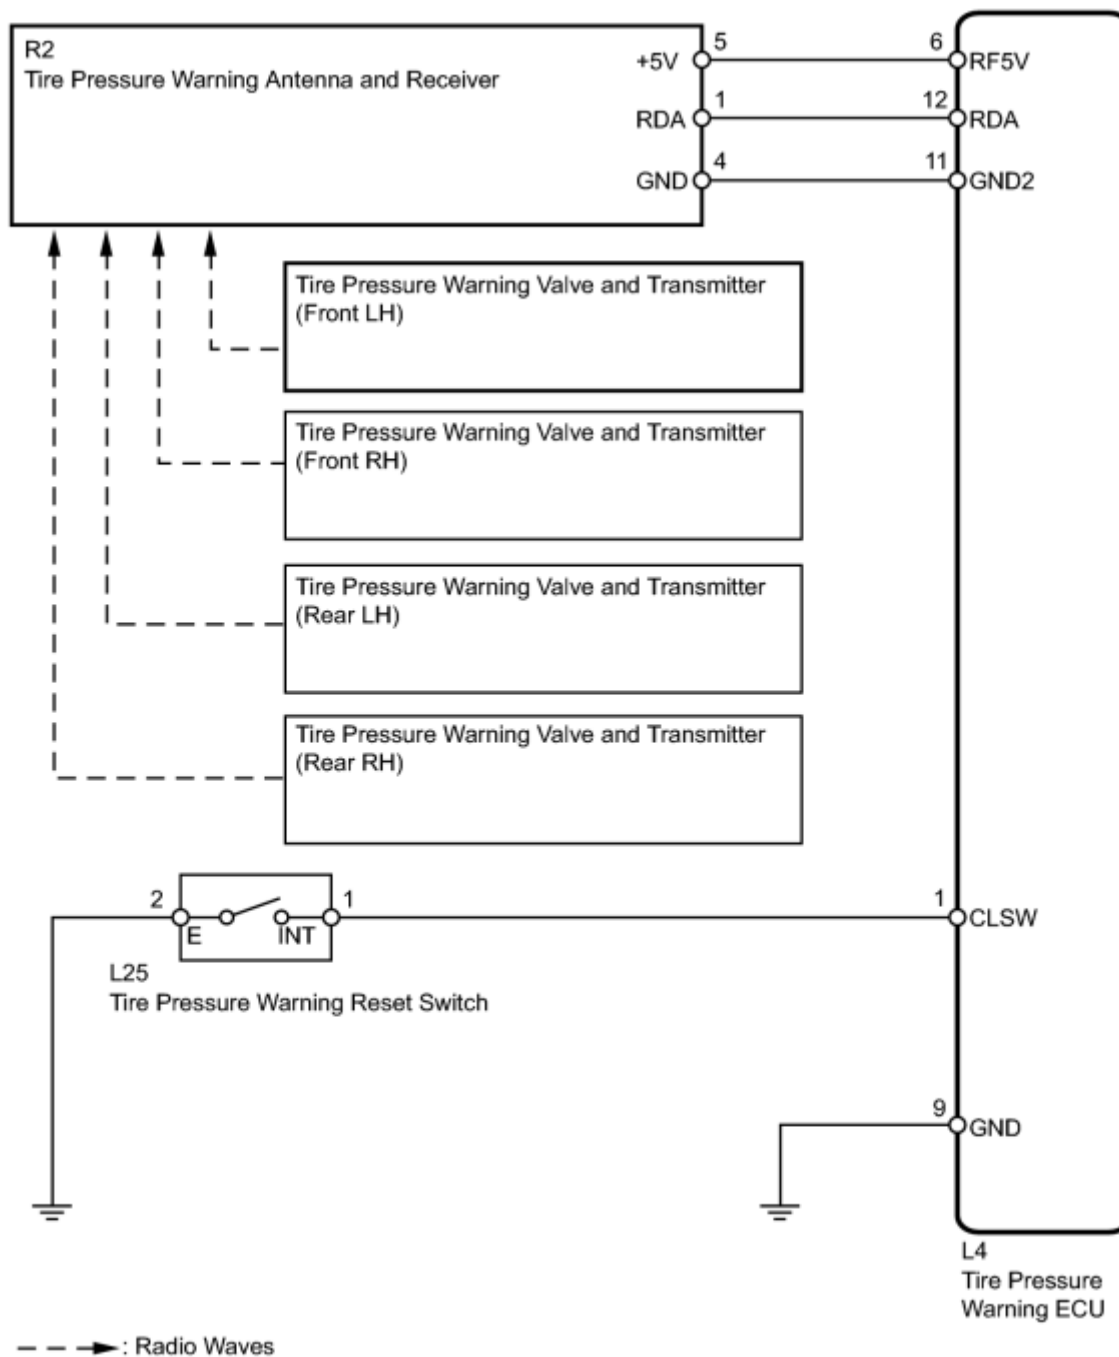 R2
Tire Pressure Warning Antenna and Receiver
+5V 5 6 RF5V
RDA 1 12 RDA
GND 4 11 GND2
Tire Pressure Warning Valve and Transmitter
(Front LH)
Tire Pressure Warning Valve and Transmitter
(Front RH)
Tire Pressure Warning Valve and Transmitter
(Rear LH)
Tire Pressure Warning Valve and Transmitter
(Rear RH)
2 1 1 CLSW
E INT
L25
Tire Pressure Warning Reset Switch
9 GND
L4
Tire Pressure
Warning ECU
: Radio Waves